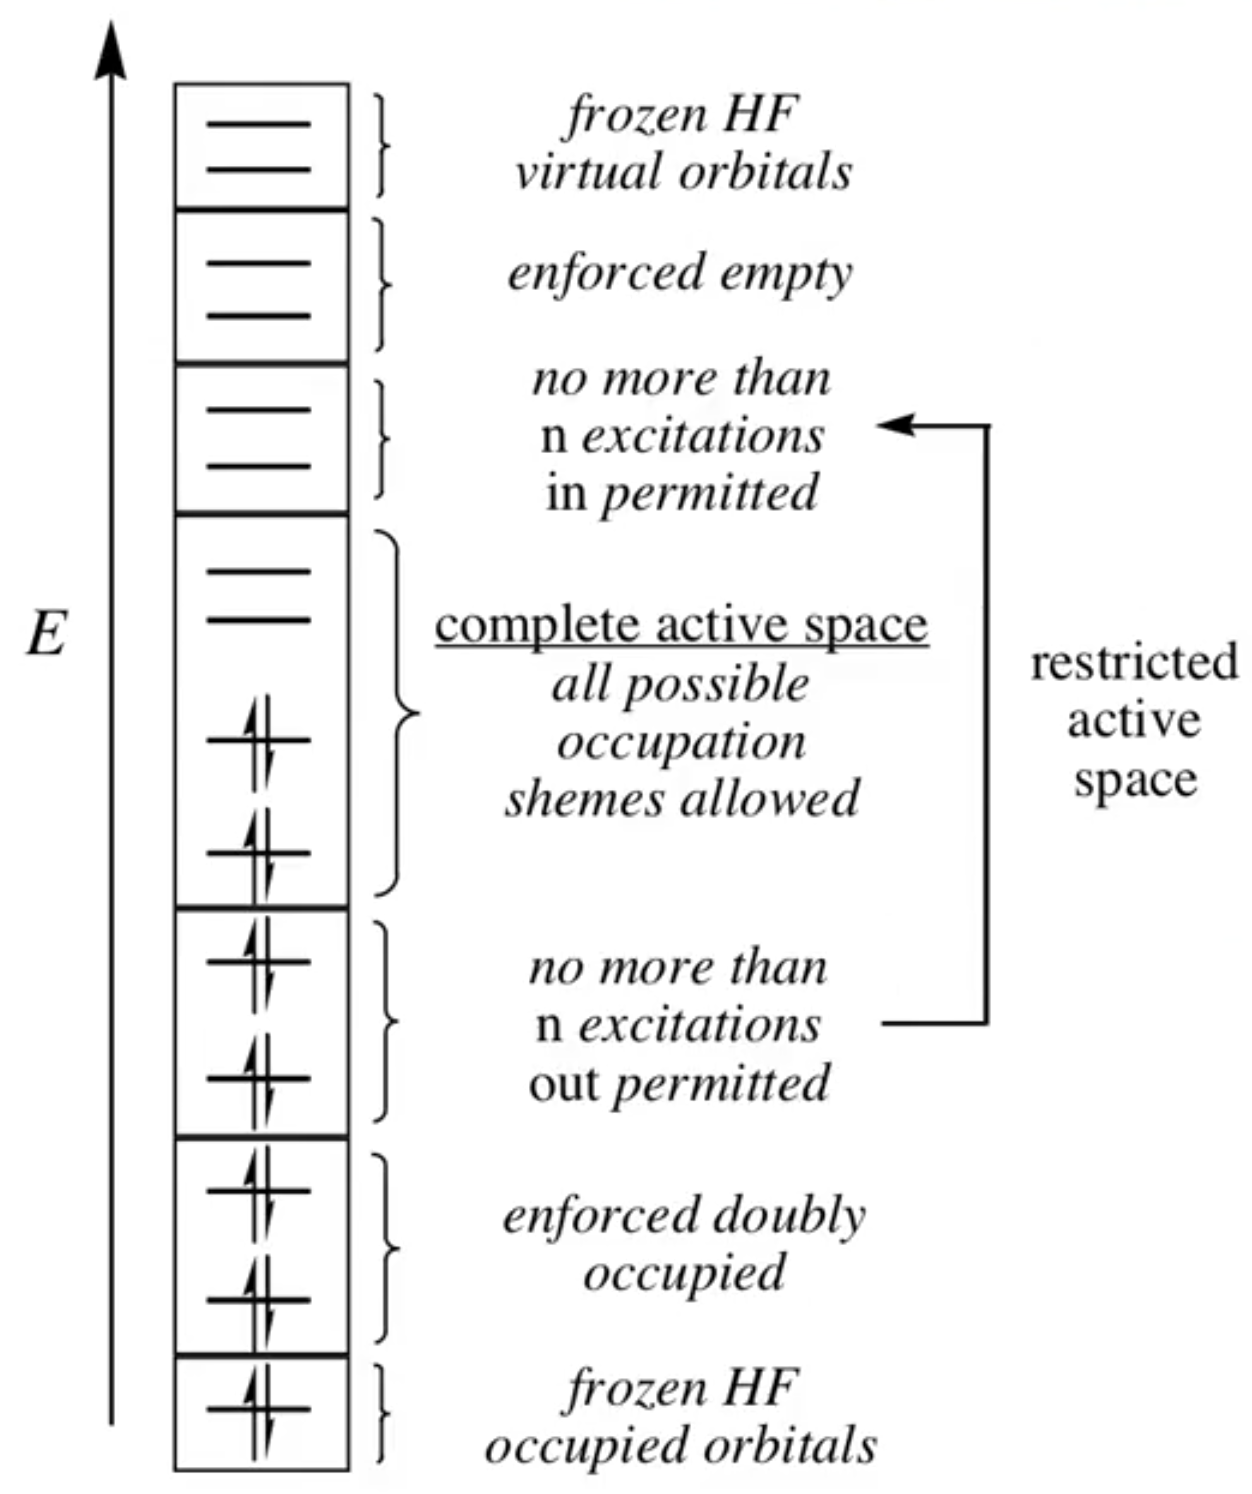 frozen HF
virtual orbitals
enforced empty
no more than
n excitations
in permitted
complete active space
all possible
occupation
shemes allowed
E
restricted
active
space
no more than
n excitations
out permitted
enforced doubly
occupied
frozen HF
occupied orbitals